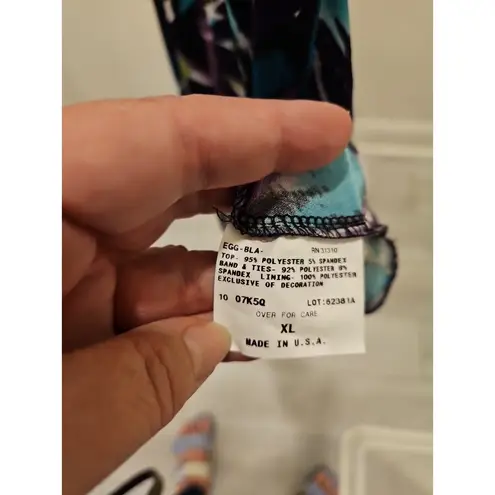 EGG-BLA- RN 31310
TOP- 95% POLYESTER 5% SPANDEX
BAND & TIES- 92% POLYESTER 8%
SPANDEX LINING- 100% POLYESTER
EXCLUSIVE OF DECORATION
10 07K5Q LOT:62383A
OVER FOR CARE
XL
MADE IN U.S.A.